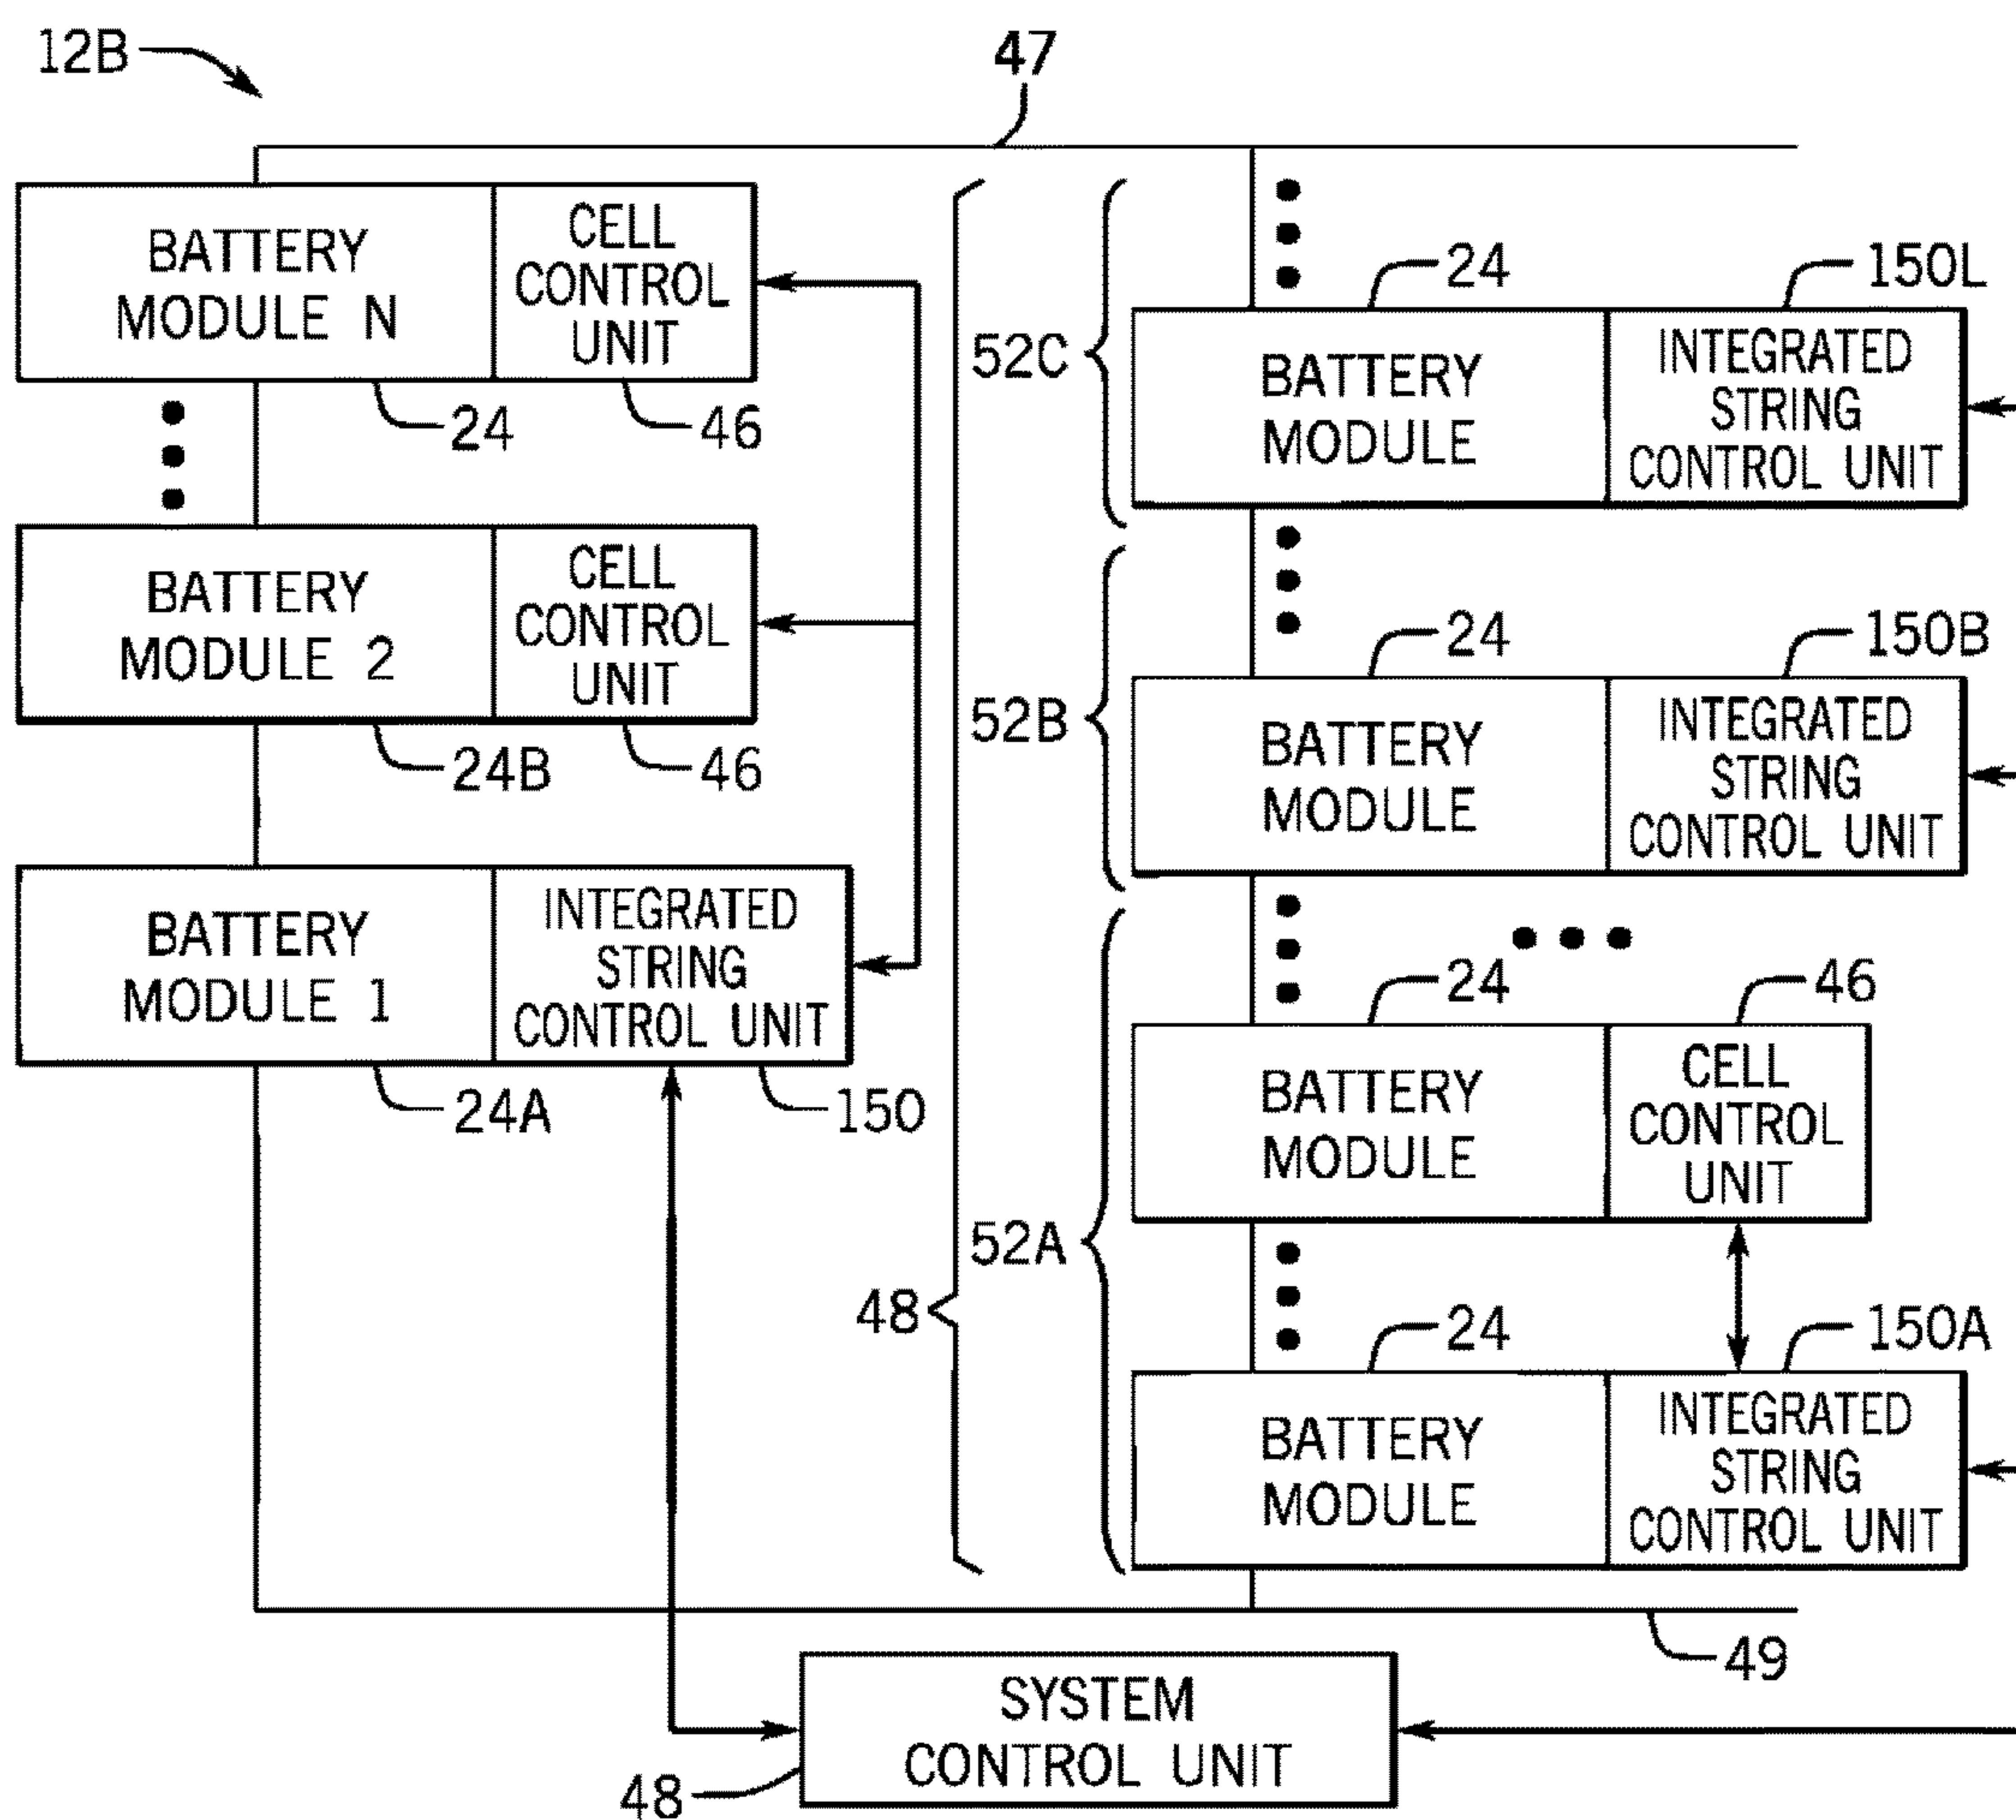 12B
47
BATTERY
MODULE N
CELL
CONTROL
UNIT
24
46
BATTERY
MODULE 2
CELL
CONTROL
UNIT
24B
46
BATTERY
MODULE 1
INTEGRATED
STRING
CONTROL UNIT
24A
150
48
52C
24
150L
BATTERY
MODULE
INTEGRATED
STRING
CONTROL UNIT
52B
24
150B
BATTERY
MODULE
INTEGRATED
STRING
CONTROL UNIT
52A
24
46
BATTERY
MODULE
CELL
CONTROL
UNIT
24
150A
BATTERY
MODULE
INTEGRATED
STRING
CONTROL UNIT
49
SYSTEM
CONTROL UNIT
48